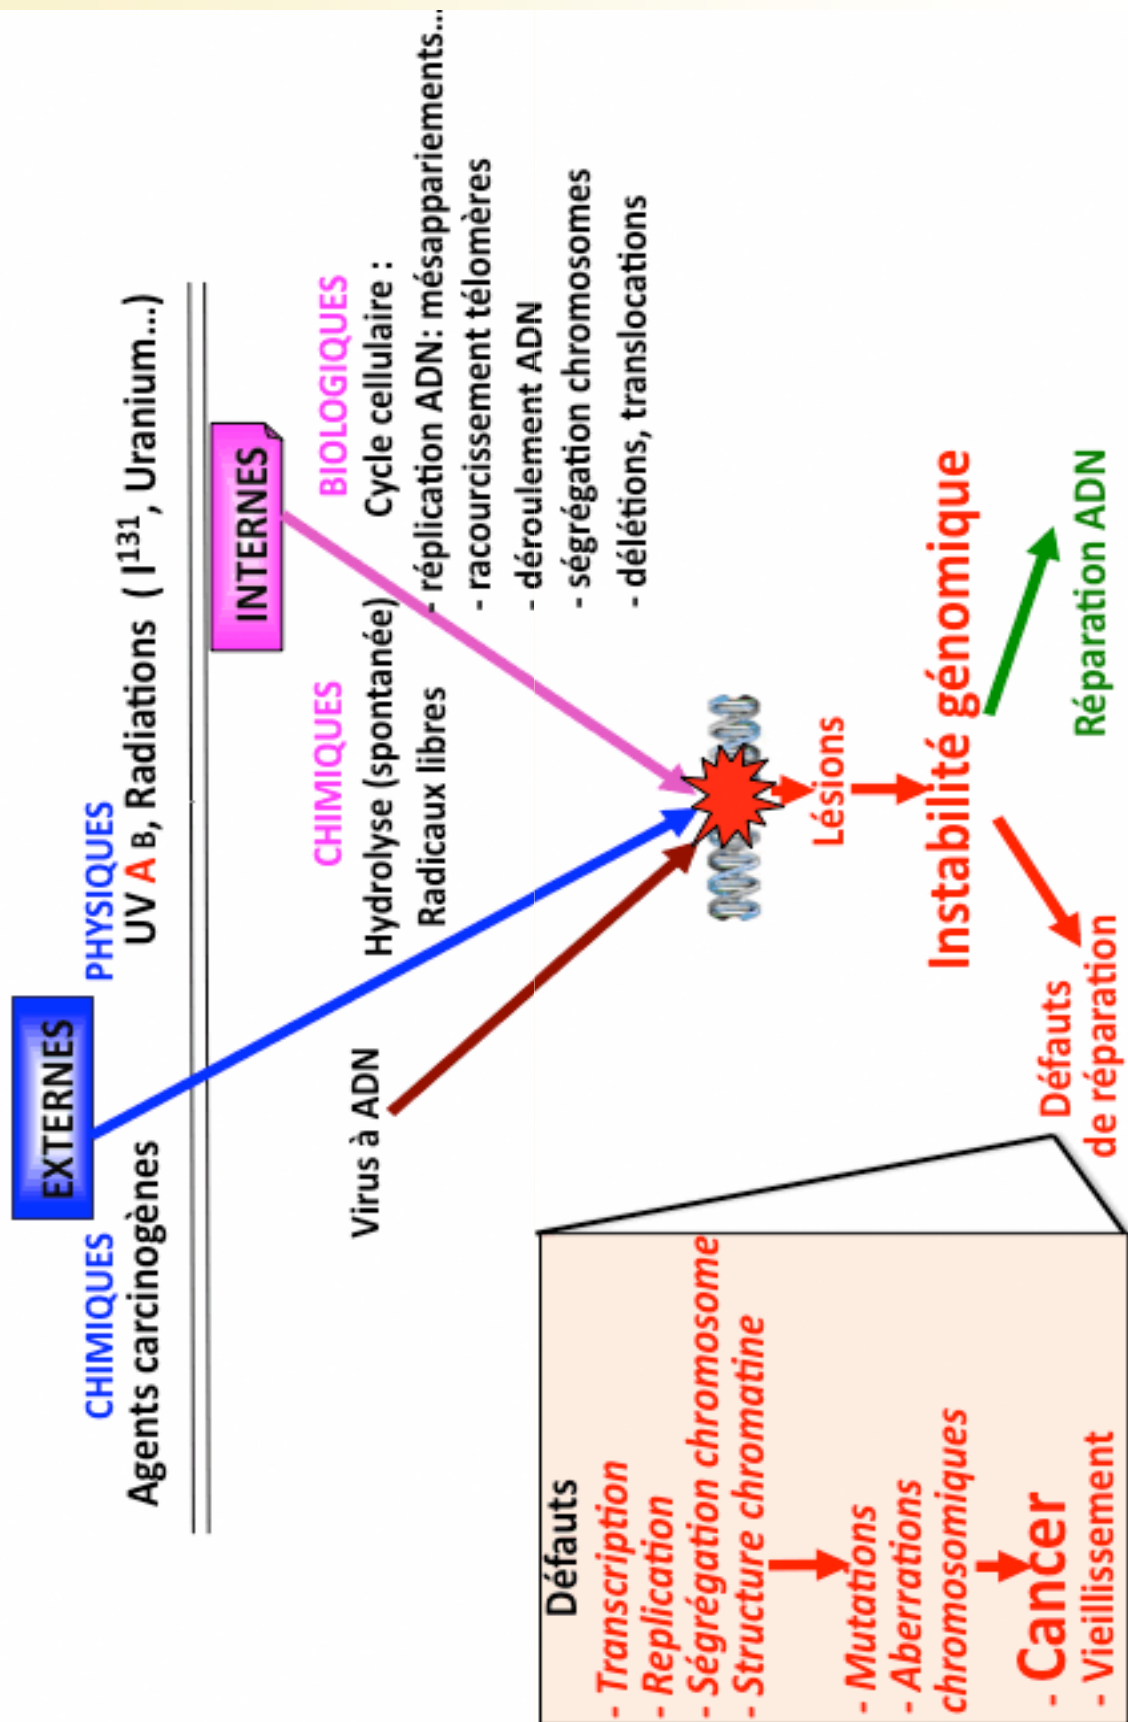 EXTERNES
CHIMIQUES
Agents carcinogènes
PHYSIQUES
UV A B, Radiations ( I131, Uranium...)
INTERNES
Virus à ADN
CHIMIQUES
Hydrolyse (spontanée)
Radicaux libres
BIOLOGIQUES
Cycle cellulaire :
- réplication ADN: mésappariements...
- racourcissement télomères
- déroulement ADN
- ségrégation chromosomes
- délétions, translocations
Lésions
Instabilité génomique
Défauts
de réparation
Réparation ADN
Défauts
- Transcription
- Replication
- Ségrégation chromosome
- Structure chromatine
- Mutations
- Aberrations
chromosomiques
- Cancer
- Vieillissement